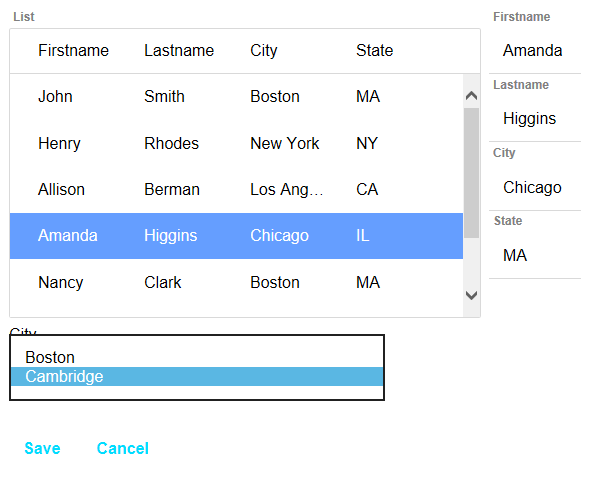 List
Firstname Lastname City State
John Smith Boston MA
Henry Rhodes New York NY
Allison Berman Los Ang... CA
Amanda Higgins Chicago IL
Nancy Clark Boston MA
Firstname
Amanda
Lastname
Higgins
City
Chicago
State
MA
City
Boston
Cambridge
Save Cancel